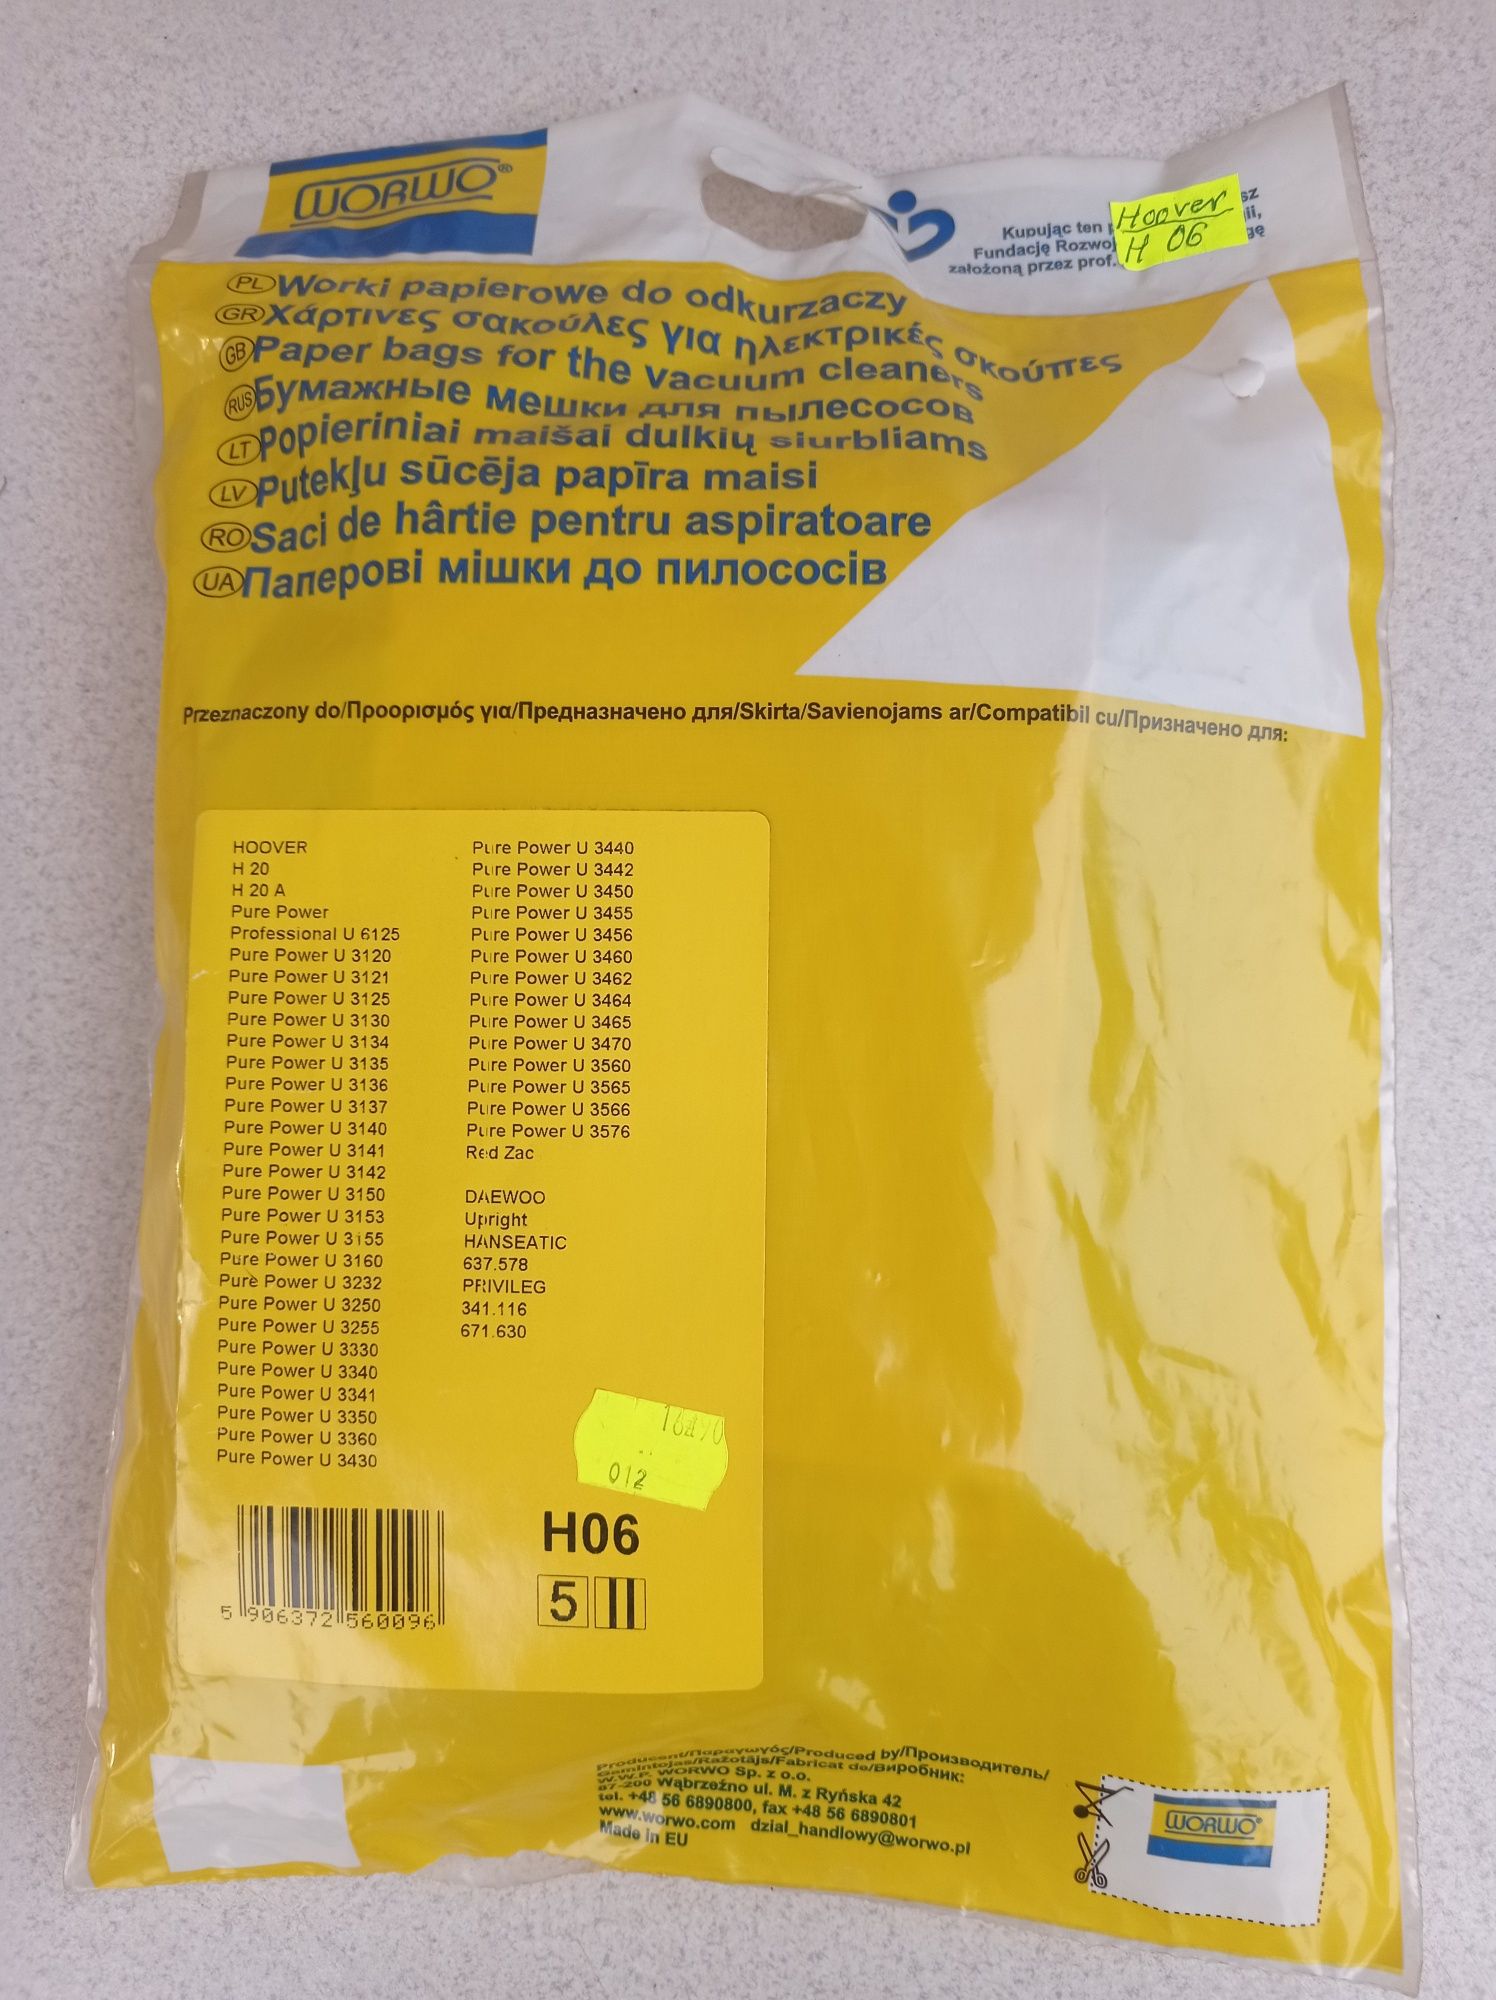 WORWO®
Kupując ten
Fundację Rozwo
założoną przez prof.
Hoover
H 06
PL Worki papierowe do odkurzaczy
GR Χάρτινες σακούλες για ηλεκτρικές σκούπες
GB Paper bags for the vacuum cleaners
RUS Бумажные мешки для пылесосов
LT Popieriniai maišai dulkių siurbliams
LV Putekļu sūcēja papīra maisi
RO Saci de hârtie pentru aspiratoare
UA Паперові мішки до пилососів
Przeznaczony do/Προορισμός για/Предназначено для/Skirta/Savienojams ar/Compatibil cu/Призначено для:
HOOVER
H 20
H 20 A
Pure Power
Professional U 6125
Pure Power U 3120
Pure Power U 3121
Pure Power U 3125
Pure Power U 3130
Pure Power U 3134
Pure Power U 3135
Pure Power U 3136
Pure Power U 3137
Pure Power U 3140
Pure Power U 3141
Pure Power U 3142
Pure Power U 3150
Pure Power U 3153
Pure Power U 3155
Pure Power U 3160
Pure Power U 3232
Pure Power U 3250
Pure Power U 3255
Pure Power U 3330
Pure Power U 3340
Pure Power U 3341
Pure Power U 3350
Pure Power U 3360
Pure Power U 3430
Pure Power U 3440
Pure Power U 3442
Pure Power U 3450
Pure Power U 3455
Pure Power U 3456
Pure Power U 3460
Pure Power U 3462
Pure Power U 3464
Pure Power U 3465
Pure Power U 3470
Pure Power U 3560
Pure Power U 3565
Pure Power U 3566
Pure Power U 3576
Red Zac
DAEWOO
Upright
HANSEATIC
637.578
PRIVILEG
341.116
671.630
012
H06
5
5 906372 560096
Producent/Παραγωγός/Produced by/Производитель/
Gamintojas/Ražotājs/Fabricat de/виробник:
W.W.P. WORWO Sp. z o.o.
87-200 Wąbrzeźno ul. M. z Ryńska 42
tel. +48 56 6890800, fax +48 56 6890801
www.worwo.com dzial_handlowy@worwo.pl
Made in EU
WORWO®